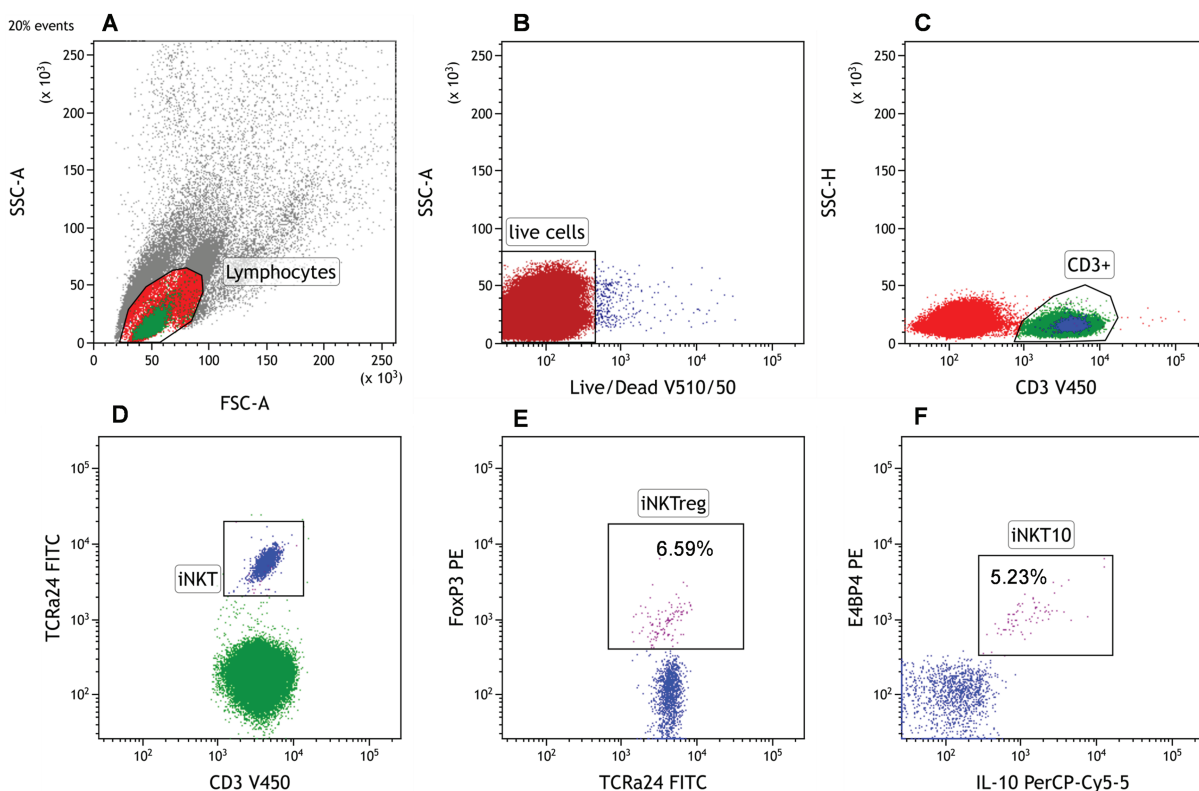 20% events
A
(x 10³)
250
200
150
100
50
0
SSC-A
Lymphocytes
0
50
100
150
200
250
(x 10³)
FSC-A
B
(x 10³)
250
200
150
100
50
0
SSC-A
live cells
10²
10³
10⁴
10⁵
Live/Dead V510/50
C
(x 10³)
250
200
150
100
50
0
SSC-H
CD3+
10²
10³
10⁴
10⁵
CD3 V450
D
10⁵
10⁴
10³
10²
TCRa24 FITC
iNKT
10²
10³
10⁴
10⁵
CD3 V450
E
10⁵
10⁴
10³
10²
FoxP3 PE
iNKTreg
6.59%
10²
10³
10⁴
10⁵
TCRa24 FITC
F
10⁵
10⁴
10³
10²
E4BP4 PE
iNKT10
5.23%
10²
10³
10⁴
10⁵
IL-10 PerCP-Cy5-5